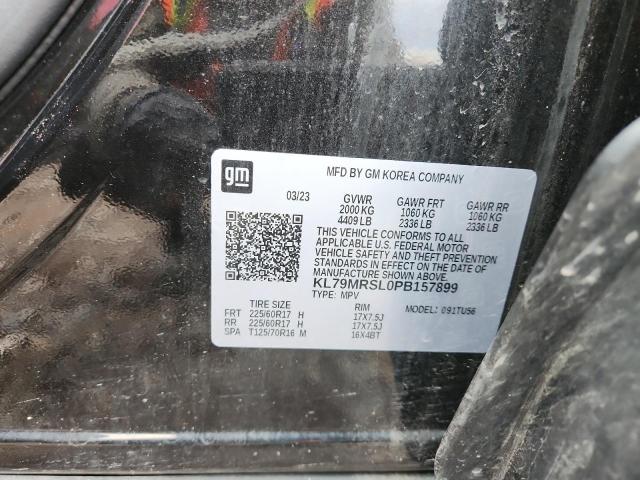 gm
MFD BY GM KOREA COMPANY
03/23 GVWR GAWR FRT GAWR RR
2000 KG 1060 KG 1060 KG
4409 LB 2336 LB 2336 LB
THIS VEHICLE CONFORMS TO ALL
APPLICABLE U.S. FEDERAL MOTOR
VEHICLE SAFETY AND THEFT PREVENTION
STANDARDS IN EFFECT ON THE DATE OF
MANUFACTURE SHOWN ABOVE.
KL79MRSL0PB157899
TYPE: MPV
TIRE SIZE RIM MODEL: 091TU56
FRT 225/60R17 H 17X7.5J
RR 225/60R17 H 17X7.5J
SPA T125/70R16 M 16X4BT